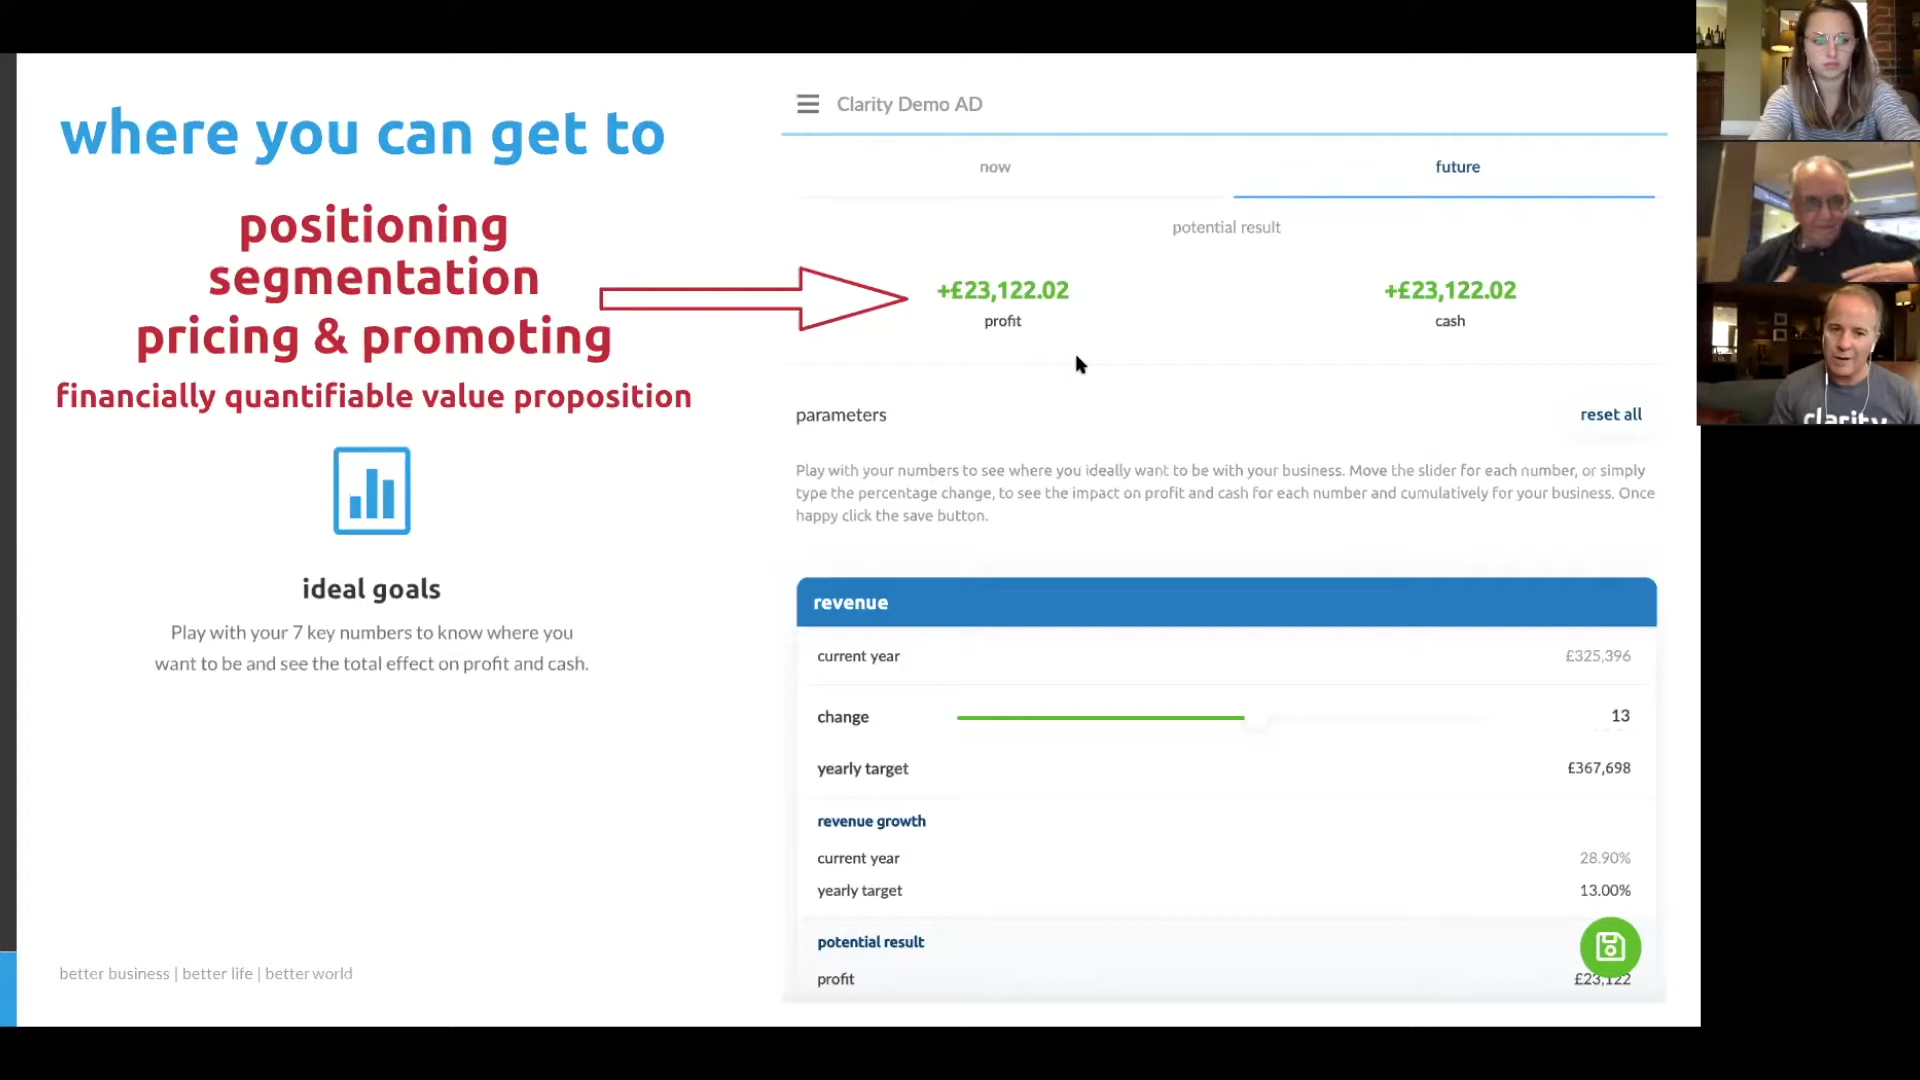 where you can get to
positioning
segmentation
pricing & promoting
financially quantifiable value proposition
ideal goals
Play with your 7 key numbers to know where you
want to be and see the total effect on profit and cash.
better business | better life | better world
Clarity Demo AD
now
future
potential result
+£23,122.02
profit
+£23,122.02
cash
parameters
reset all
Play with your numbers to see where you ideally want to be with your business. Move the slider for each number, or simply
type the percentage change, to see the impact on profit and cash for each number and cumulatively for your business. Once
happy click the save button.
revenue
current year £325,396
change 13
yearly target £367,698
revenue growth
current year 28.90%
yearly target 13.00%
potential result
profit £23,122
clarity